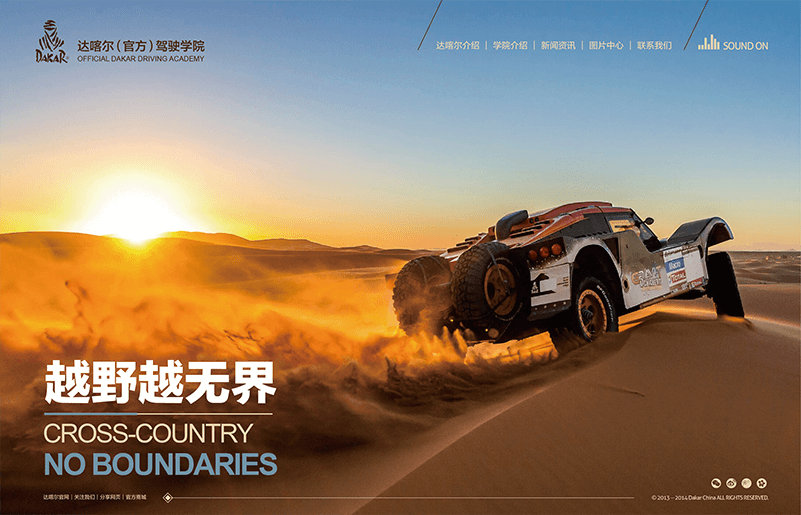 DAKAR
达喀尔（官方）驾驶学院
OFFICIAL DAKAR DRIVING ACADEMY
达喀尔介绍 | 学院介绍 | 新闻资讯 | 图片中心 | 联系我们
SOUND ON
越野越无界
CROSS-COUNTRY
NO BOUNDARIES
达喀尔官网 | 关注我们 | 分享网页 | 官方商城
© 2013 - 2014 Dakar China ALL RIGHTS RESERVED.
TOTAL